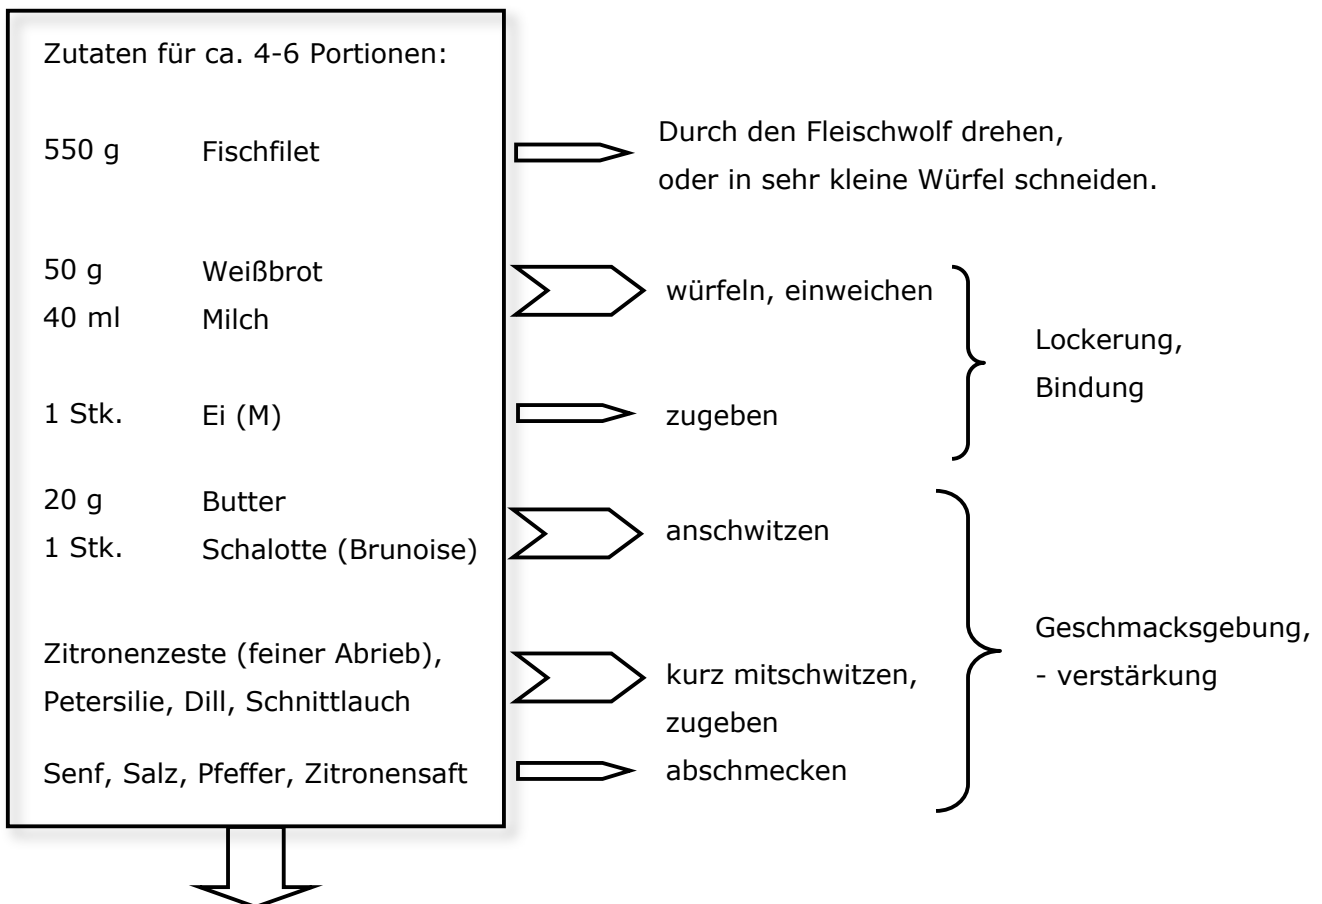 Zutaten für ca. 4-6 Portionen:
550 g Fischfilet
Durch den Fleischwolf drehen,
oder in sehr kleine Würfel schneiden.
50 g Weißbrot
40 ml Milch
würfeln, einweichen
1 Stk. Ei (M)
zugeben
Lockerung,
Bindung
20 g Butter
1 Stk. Schalotte (Brunoise)
anschwitzen
Zitronenzeste (feiner Abrieb),
Petersilie, Dill, Schnittlauch
kurz mitschwitzen,
zugeben
Senf, Salz, Pfeffer, Zitronensaft
abschmecken
Geschmacksgebung,
- verstärkung